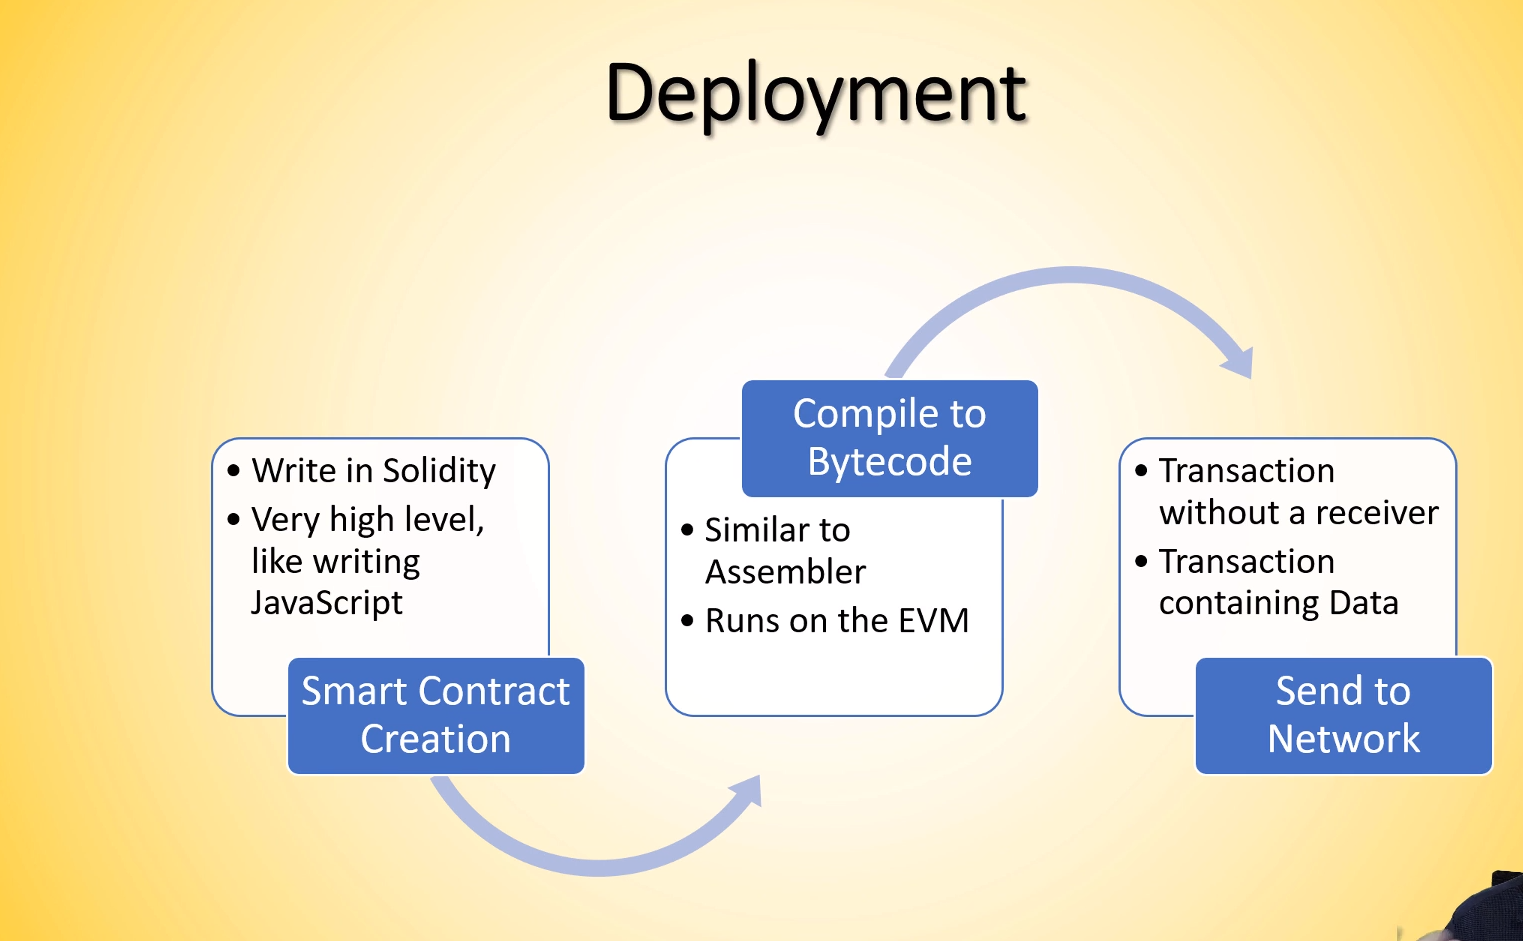 Deployment
• Write in Solidity
• Very high level,
like writing
JavaScript
Smart Contract
Creation
Compile to
Bytecode
• Similar to
Assembler
• Runs on the EVM
• Transaction
without a receiver
• Transaction
containing Data
Send to
Network